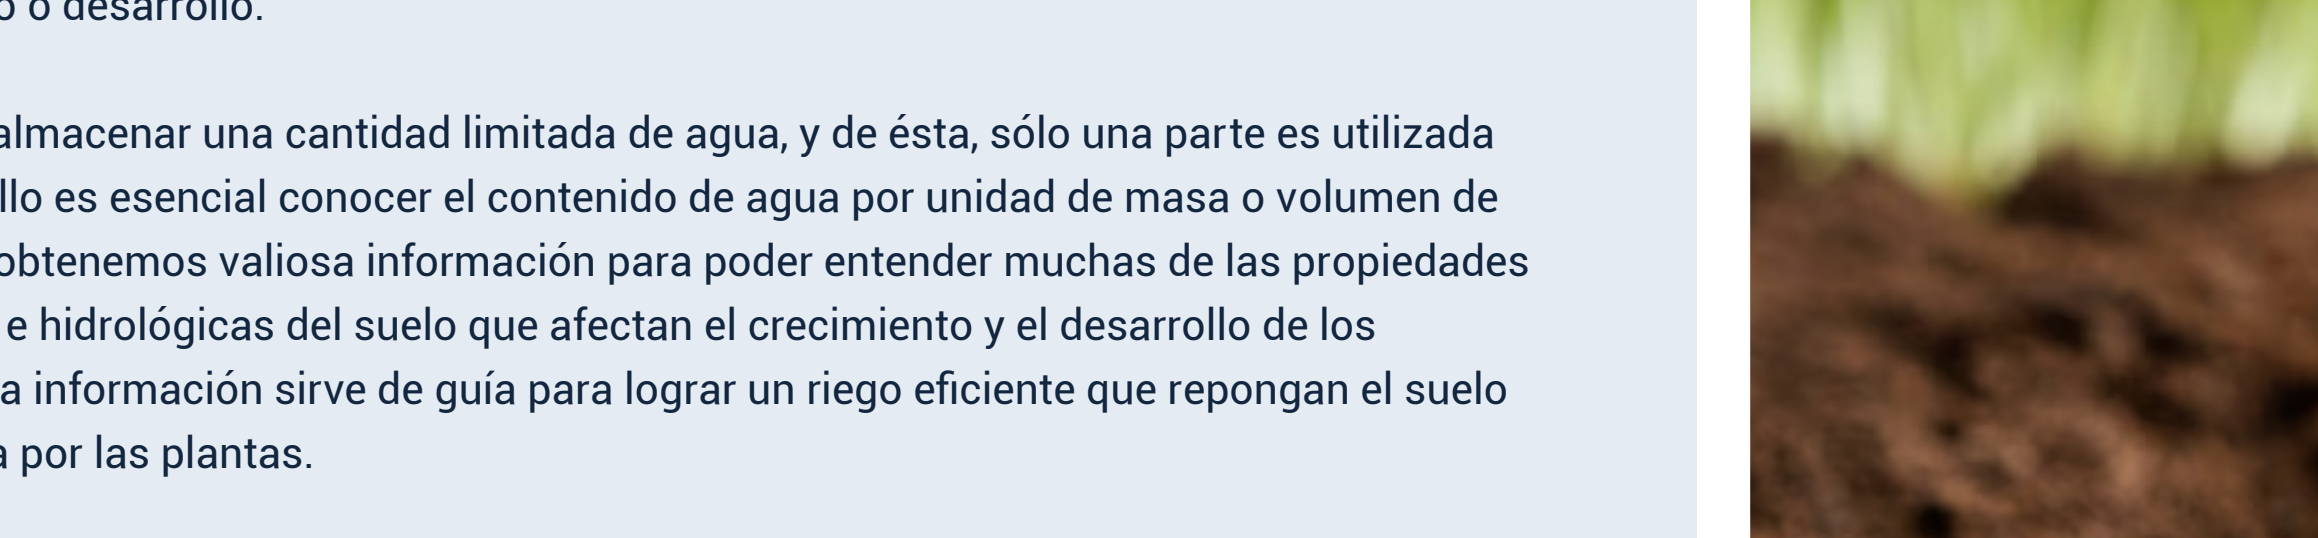 o desarrollo.
almacenar una cantidad limitada de agua, y de ésta, sólo una parte es utilizada
es esencial conocer el contenido de agua por unidad de masa o volumen de
obtenemos valiosa información para poder entender muchas de las propiedades
e hidrológicas del suelo que afectan el crecimiento y el desarrollo de los
información sirve de guía para lograr un riego eficiente que repongan el suelo
por las plantas.